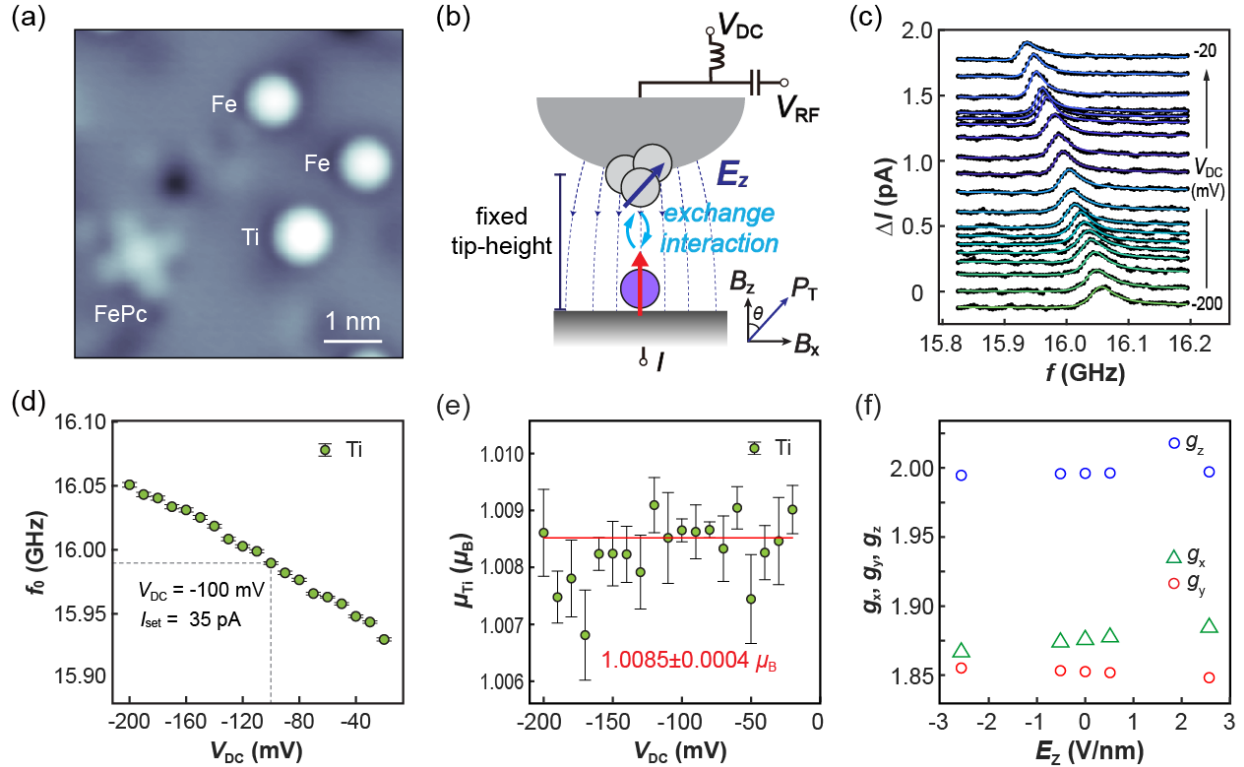 (a)
Fe
Fe
Ti
FePc
1 nm
(b)
V_DC
V_RF
E_z
exchange
interaction
fixed
tip-height
B_z
P_T
θ
B_x
I
(c)
2.0
1.5
1.0
0.5
0
ΔI (pA)
-20
V_DC
(mV)
-200
15.8 15.9 16.0 16.1 16.2
f (GHz)
(d)
16.10
16.05
16.00
15.95
15.90
f₀ (GHz)
Ti
V_DC = -100 mV
I_set = 35 pA
-200 -160 -120 -80 -40
V_DC (mV)
(e)
1.010
1.009
1.008
1.007
1.006
μ_Ti (μ_B)
Ti
1.0085±0.0004 μ_B
-200 -150 -100 -50 0
V_DC (mV)
(f)
2.00
1.95
1.90
1.85
g_x, g_y, g_z
g_z
g_x
g_y
-3 -2 -1 0 1 2 3
E_z (V/nm)